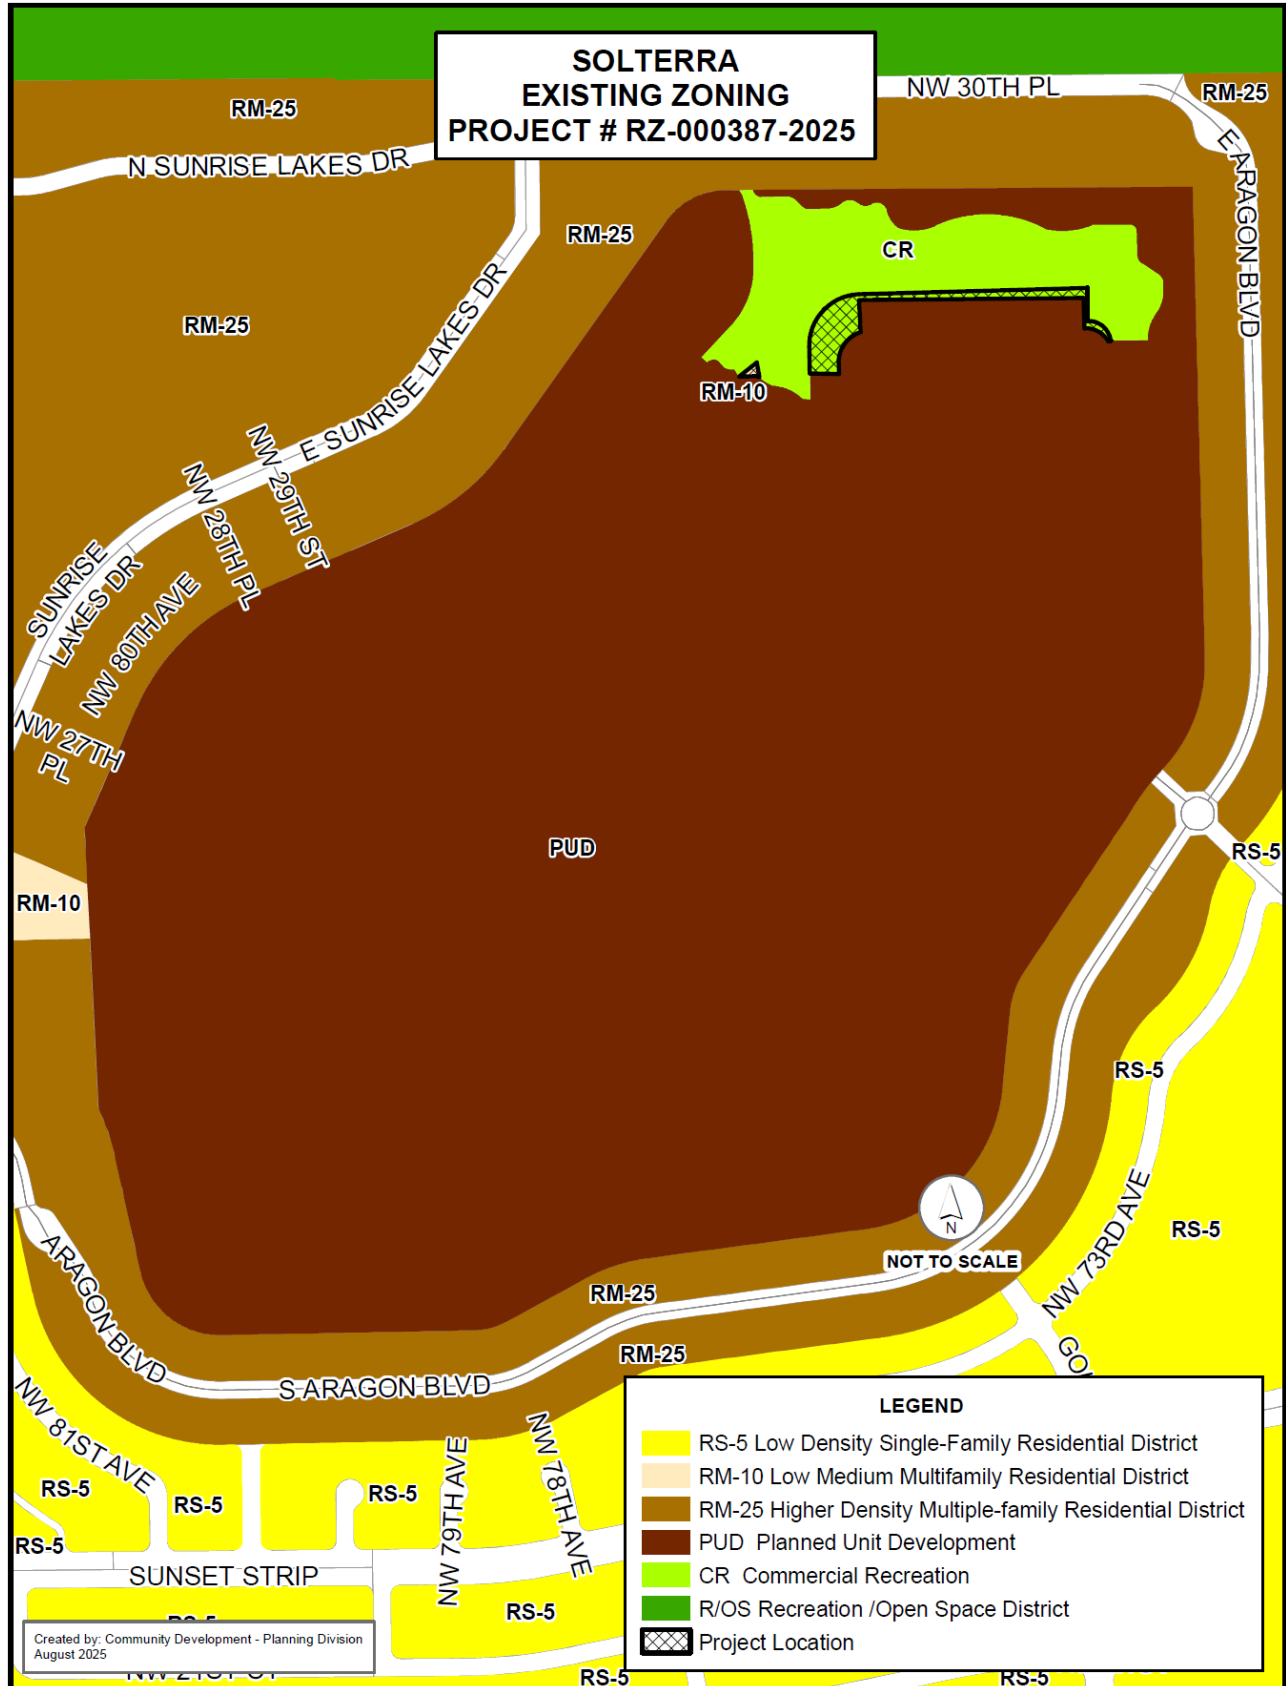 SOLTERRA
EXISTING ZONING
PROJECT # RZ-000387-2025
NW 30TH PL
RM-25
RM-25
N SUNRISE LAKES DR
E ARAGON BLVD
RM-25
CR
RM-25
E SUNRISE LAKES DR
RM-10
NW 29TH ST
NW 28TH PL
SUNRISE
LAKES DR
NW 80TH AVE
NW 27TH
PL
PUD
RS-5
RM-10
RS-5
NW 73RD AVE
RS-5
N
NOT TO SCALE
ARAGON BLVD
RM-25
RM-25
S ARAGON BLVD
NW 81ST AVE
NW 79TH AVE
NW 78TH AVE
RS-5
RS-5
RS-5
RS-5
SUNSET STRIP
RS-5
RS-5
LEGEND
RS-5 Low Density Single-Family Residential District
RM-10 Low Medium Multifamily Residential District
RM-25 Higher Density Multiple-family Residential District
PUD Planned Unit Development
CR Commercial Recreation
R/OS Recreation /Open Space District
Project Location
Created by: Community Development - Planning Division
August 2025
RS-5
RS-5